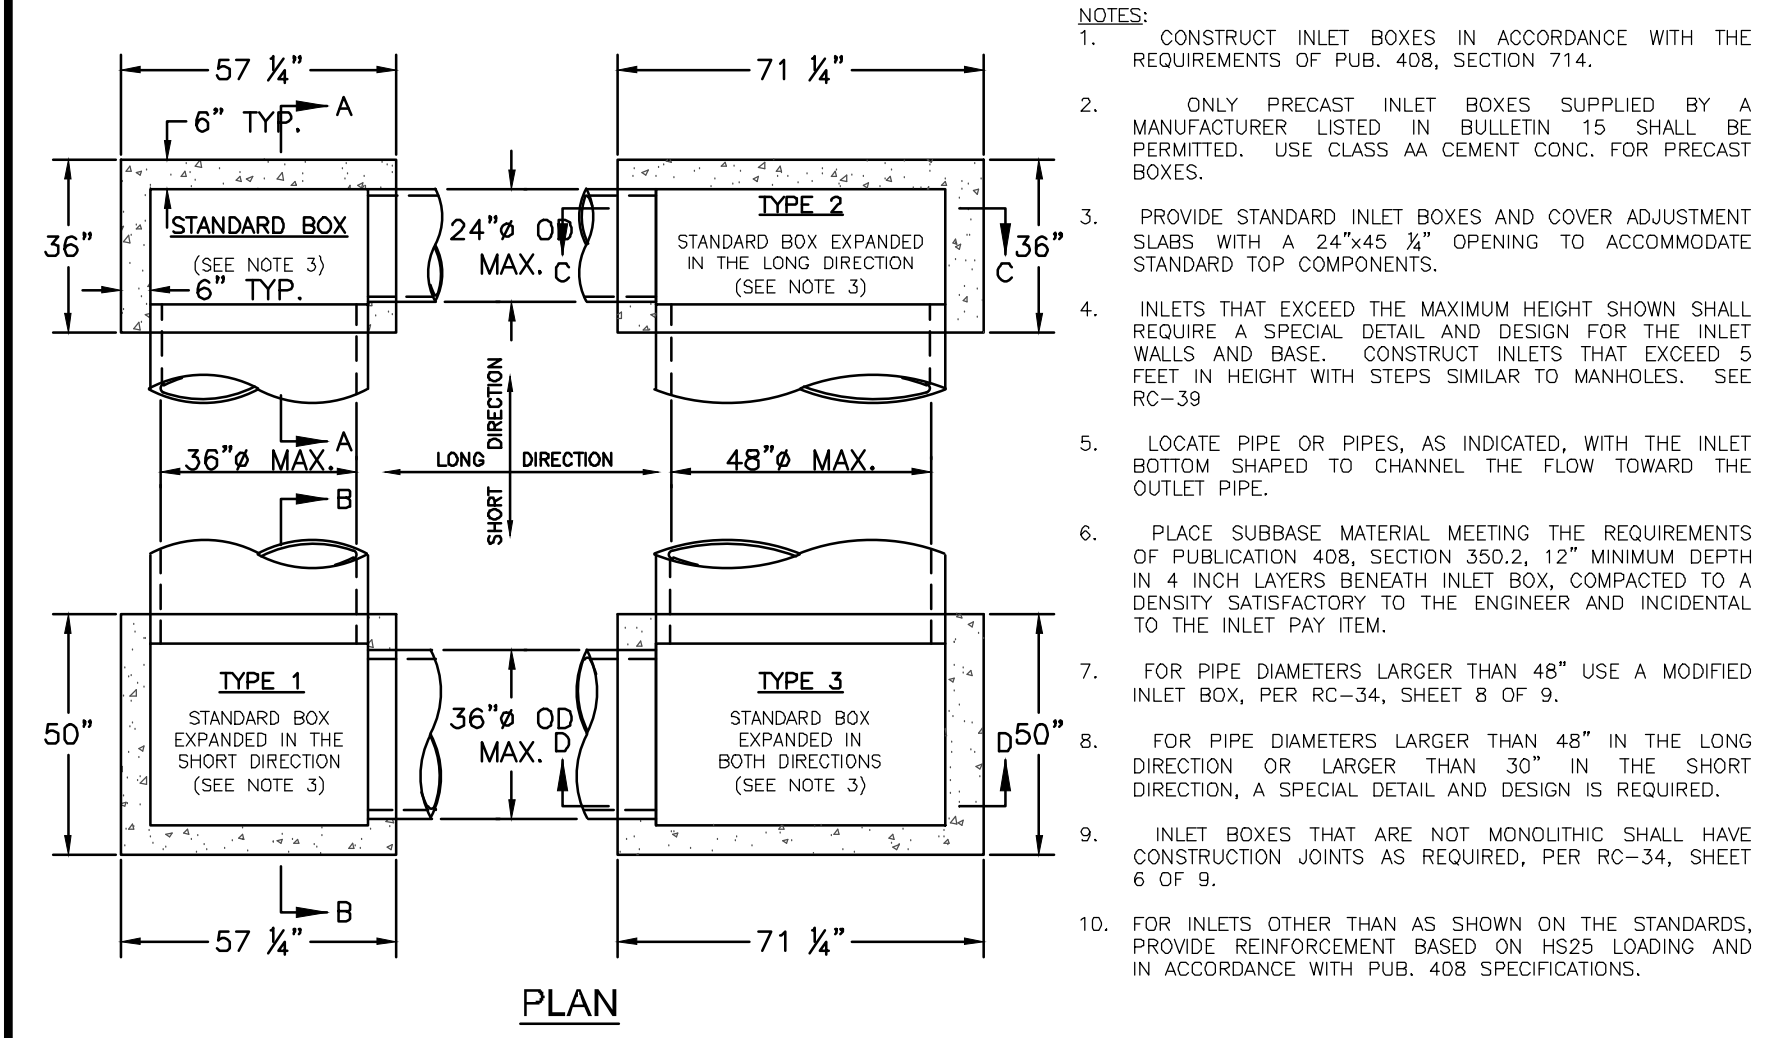 57 ¼"
71 ¼"
A
6" TYP.
36"
STANDARD BOX
(SEE NOTE 3)
6" TYP.
24"ø OD
MAX.
C
TYPE 2
STANDARD BOX EXPANDED
IN THE LONG DIRECTION
(SEE NOTE 3)
C
36"
A
36"ø MAX.
LONG DIRECTION
SHORT DIRECTION
48"ø MAX.
B
50"
TYPE 1
STANDARD BOX
EXPANDED IN THE
SHORT DIRECTION
(SEE NOTE 3)
36"ø OD
MAX.
D
TYPE 3
STANDARD BOX
EXPANDED IN
BOTH DIRECTIONS
(SEE NOTE 3)
D
50"
B
57 ¼"
71 ¼"
PLAN
NOTES:
1. CONSTRUCT INLET BOXES IN ACCORDANCE WITH THE
REQUIREMENTS OF PUB. 408, SECTION 714.
2. ONLY PRECAST INLET BOXES SUPPLIED BY A
MANUFACTURER LISTED IN BULLETIN 15 SHALL BE
PERMITTED. USE CLASS AA CEMENT CONC. FOR PRECAST
BOXES.
3. PROVIDE STANDARD INLET BOXES AND COVER ADJUSTMENT
SLABS WITH A 24"x45 ¼" OPENING TO ACCOMMODATE
STANDARD TOP COMPONENTS.
4. INLETS THAT EXCEED THE MAXIMUM HEIGHT SHOWN SHALL
REQUIRE A SPECIAL DETAIL AND DESIGN FOR THE INLET
WALLS AND BASE. CONSTRUCT INLETS THAT EXCEED 5
FEET IN HEIGHT WITH STEPS SIMILAR TO MANHOLES. SEE
RC-39
5. LOCATE PIPE OR PIPES, AS INDICATED, WITH THE INLET
BOTTOM SHAPED TO CHANNEL THE FLOW TOWARD THE
OUTLET PIPE.
6. PLACE SUBBASE MATERIAL MEETING THE REQUIREMENTS
OF PUBLICATION 408, SECTION 350.2, 12" MINIMUM DEPTH
IN 4 INCH LAYERS BENEATH INLET BOX, COMPACTED TO A
DENSITY SATISFACTORY TO THE ENGINEER AND INCIDENTAL
TO THE INLET PAY ITEM.
7. FOR PIPE DIAMETERS LARGER THAN 48" USE A MODIFIED
INLET BOX, PER RC-34, SHEET 8 OF 9.
8. FOR PIPE DIAMETERS LARGER THAN 48" IN THE LONG
DIRECTION OR LARGER THAN 30" IN THE SHORT
DIRECTION, A SPECIAL DETAIL AND DESIGN IS REQUIRED.
9. INLET BOXES THAT ARE NOT MONOLITHIC SHALL HAVE
CONSTRUCTION JOINTS AS REQUIRED, PER RC-34, SHEET
6 OF 9.
10. FOR INLETS OTHER THAN AS SHOWN ON THE STANDARDS,
PROVIDE REINFORCEMENT BASED ON HS25 LOADING AND
IN ACCORDANCE WITH PUB. 408 SPECIFICATIONS.